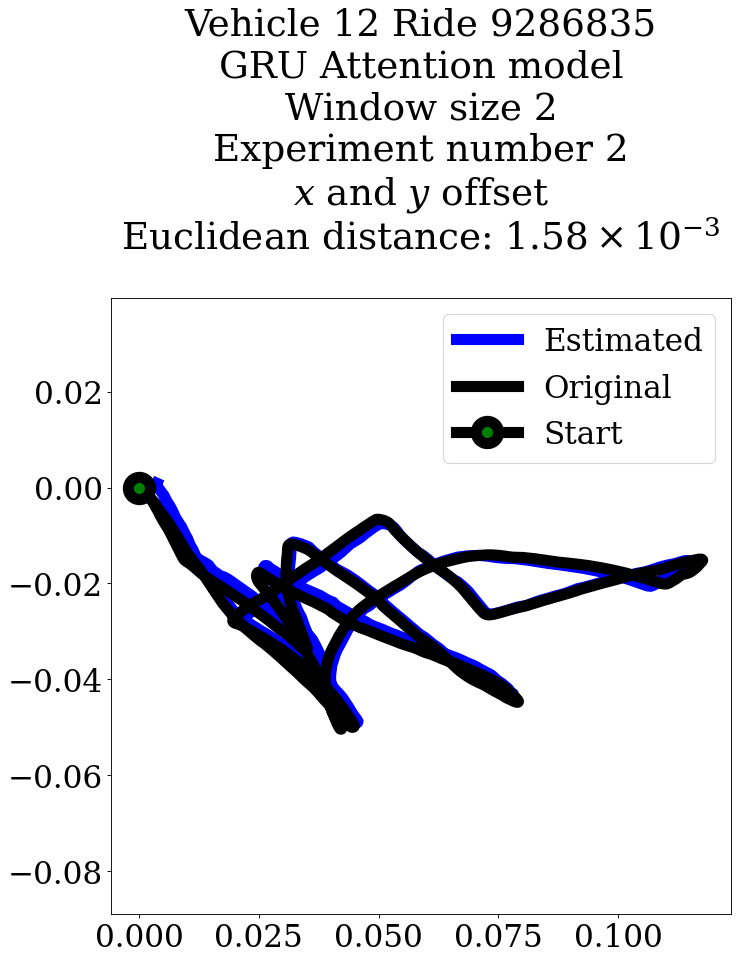 Vehicle 12 Ride 9286835
GRU Attention model
Window size 2
Experiment number 2
x and y offset
Euclidean distance: 1.58 × 10⁻³
Estimated
Original
Start
0.02
0.00
−0.02
−0.04
−0.06
−0.08
0.000 0.025 0.050 0.075 0.100